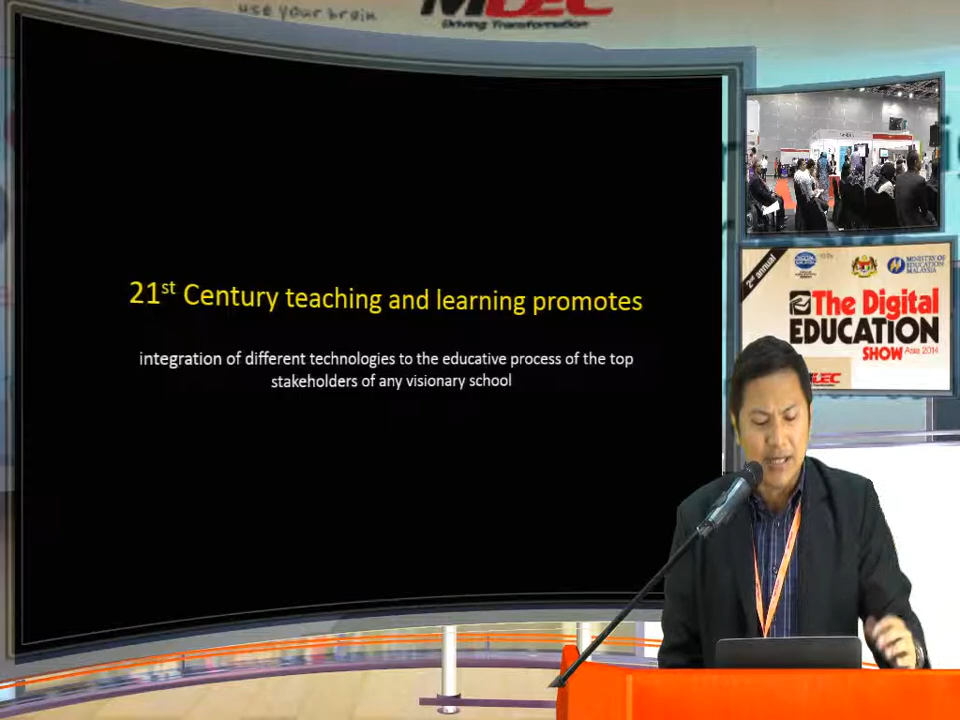 use your brain
MDEC
Driving Transformation
21st Century teaching and learning promotes
integration of different technologies to the educative process of the top
stakeholders of any visionary school
2nd annual
MINISTRY OF
EDUCATION
MALAYSIA
The Digital
EDUCATION
SHOW Asia 2014